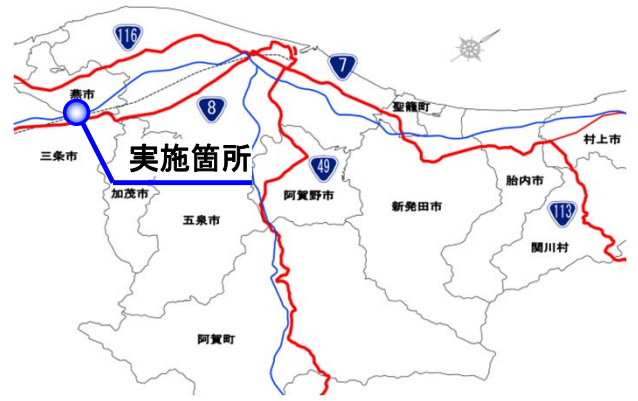 116
7
燕市
8
聖籠町
三条市
実施箇所
村上市
49
加茂市
阿賀野市
胎内市
五泉市
新発田市
113
関川村
阿賀町